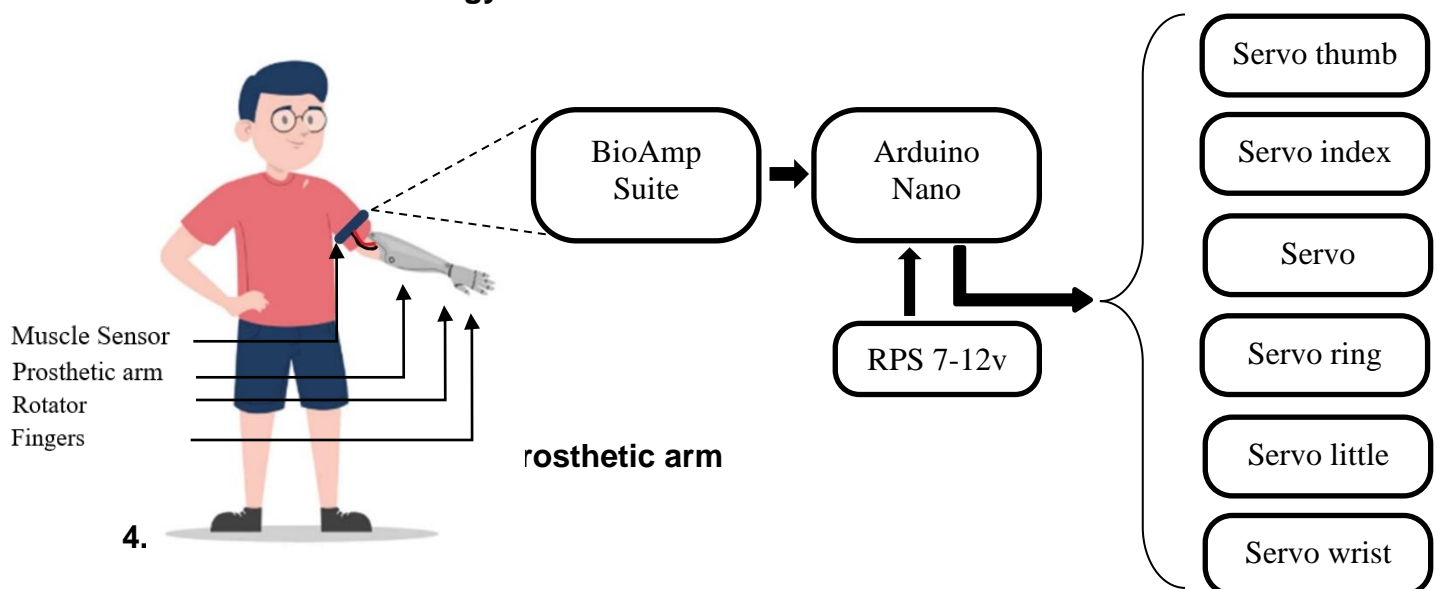 gy
Servo thumb
BioAmp
Suite
Arduino
Nano
Servo index
Servo
Servo ring
RPS 7-12v
Muscle Sensor
Prosthetic arm
Rotator
Fingers
rosthetic arm
Servo little
4.
Servo wrist